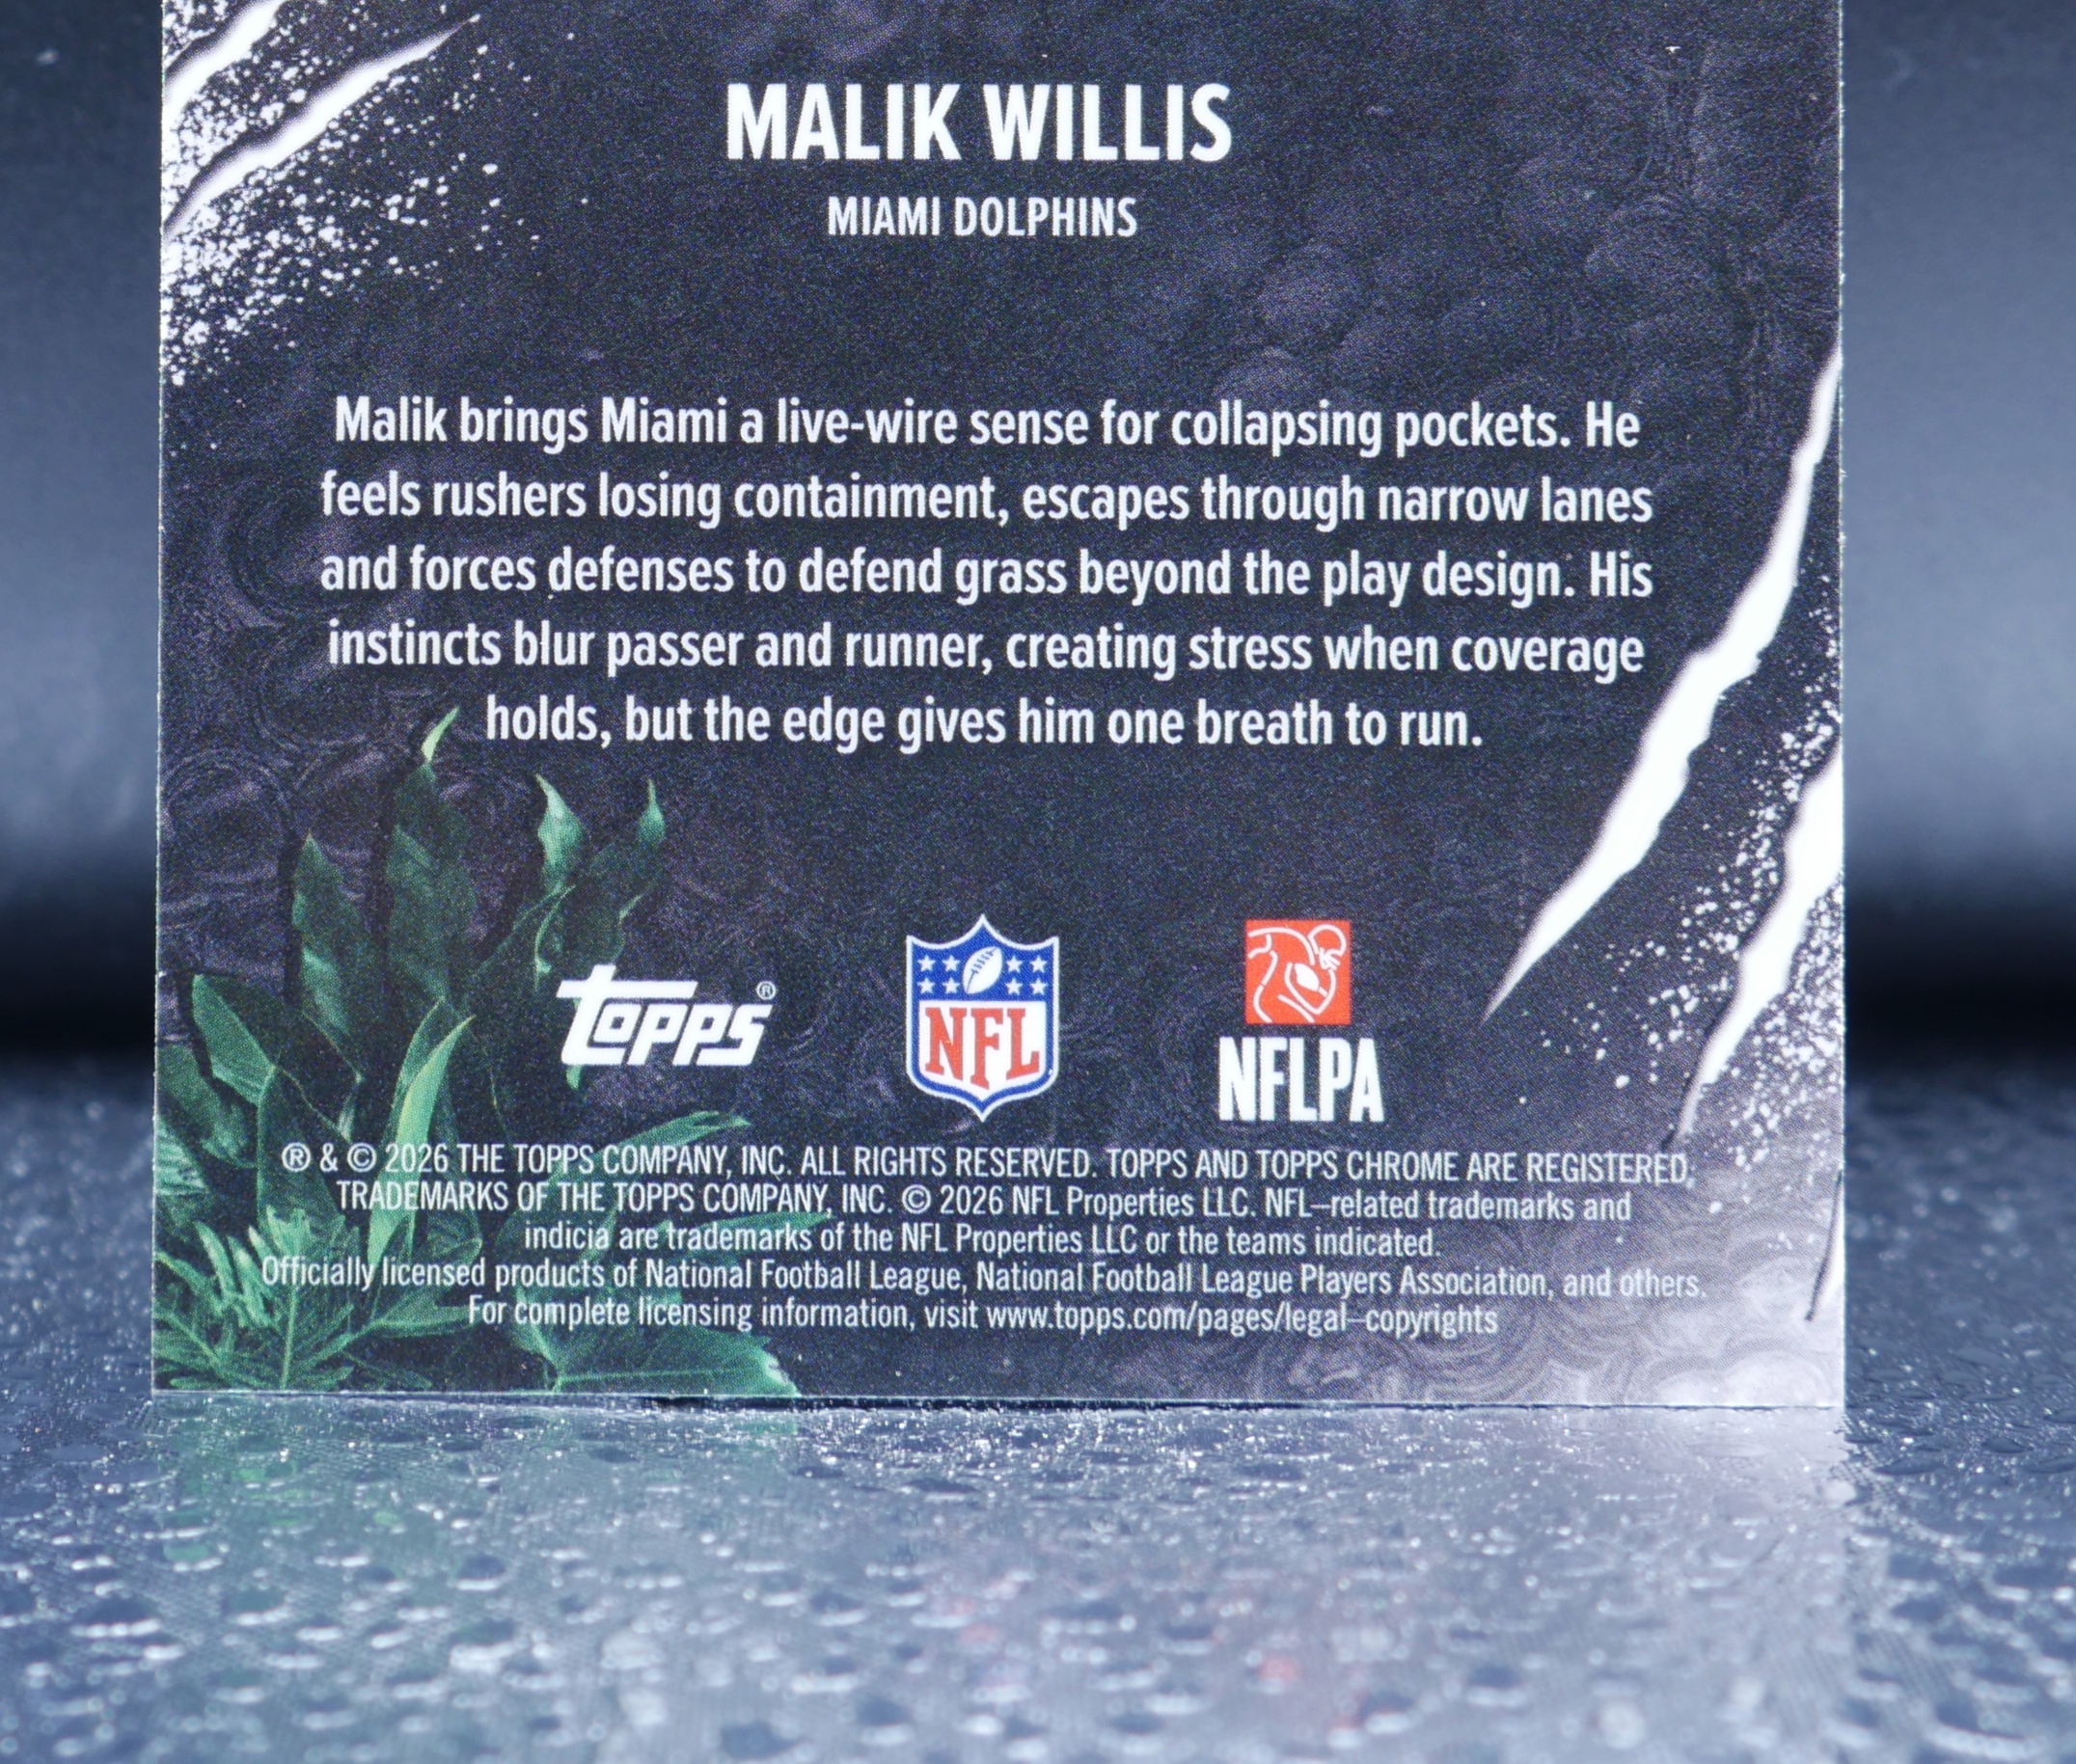 MALIK WILLIS
MIAMI DOLPHINS
Malik brings Miami a live-wire sense for collapsing pockets. He
feels rushers losing containment, escapes through narrow lanes
and forces defenses to defend grass beyond the play design. His
instincts blur passer and runner, creating stress when coverage
holds, but the edge gives him one breath to run.
topps®
NFL
NFLPA
® & © 2026 THE TOPPS COMPANY, INC. ALL RIGHTS RESERVED. TOPPS AND TOPPS CHROME ARE REGISTERED,
TRADEMARKS OF THE TOPPS COMPANY, INC. © 2026 NFL Properties LLC. NFL–related trademarks and
indicia are trademarks of the NFL Properties LLC or the teams indicated.
Officially licensed products of National Football League, National Football League Players Association, and others.
For complete licensing information, visit www.topps.com/pages/legal–copyrights